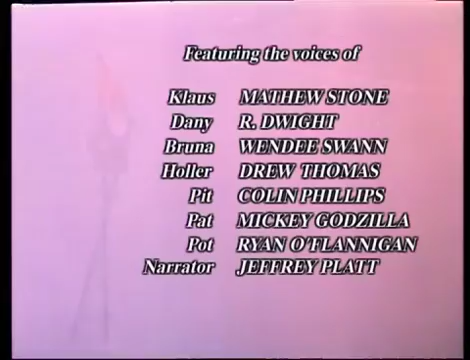 Featuring the voices of
Klaus MATHEW STONE
Dany R. DWIGHT
Bruna WENDEE SWANN
Holler DREW THOMAS
Pit COLIN PHILLIPS
Pat MICKEY GODZILLA
Pot RYAN O'FLANNIGAN
Narrator JEFFREY PLATT